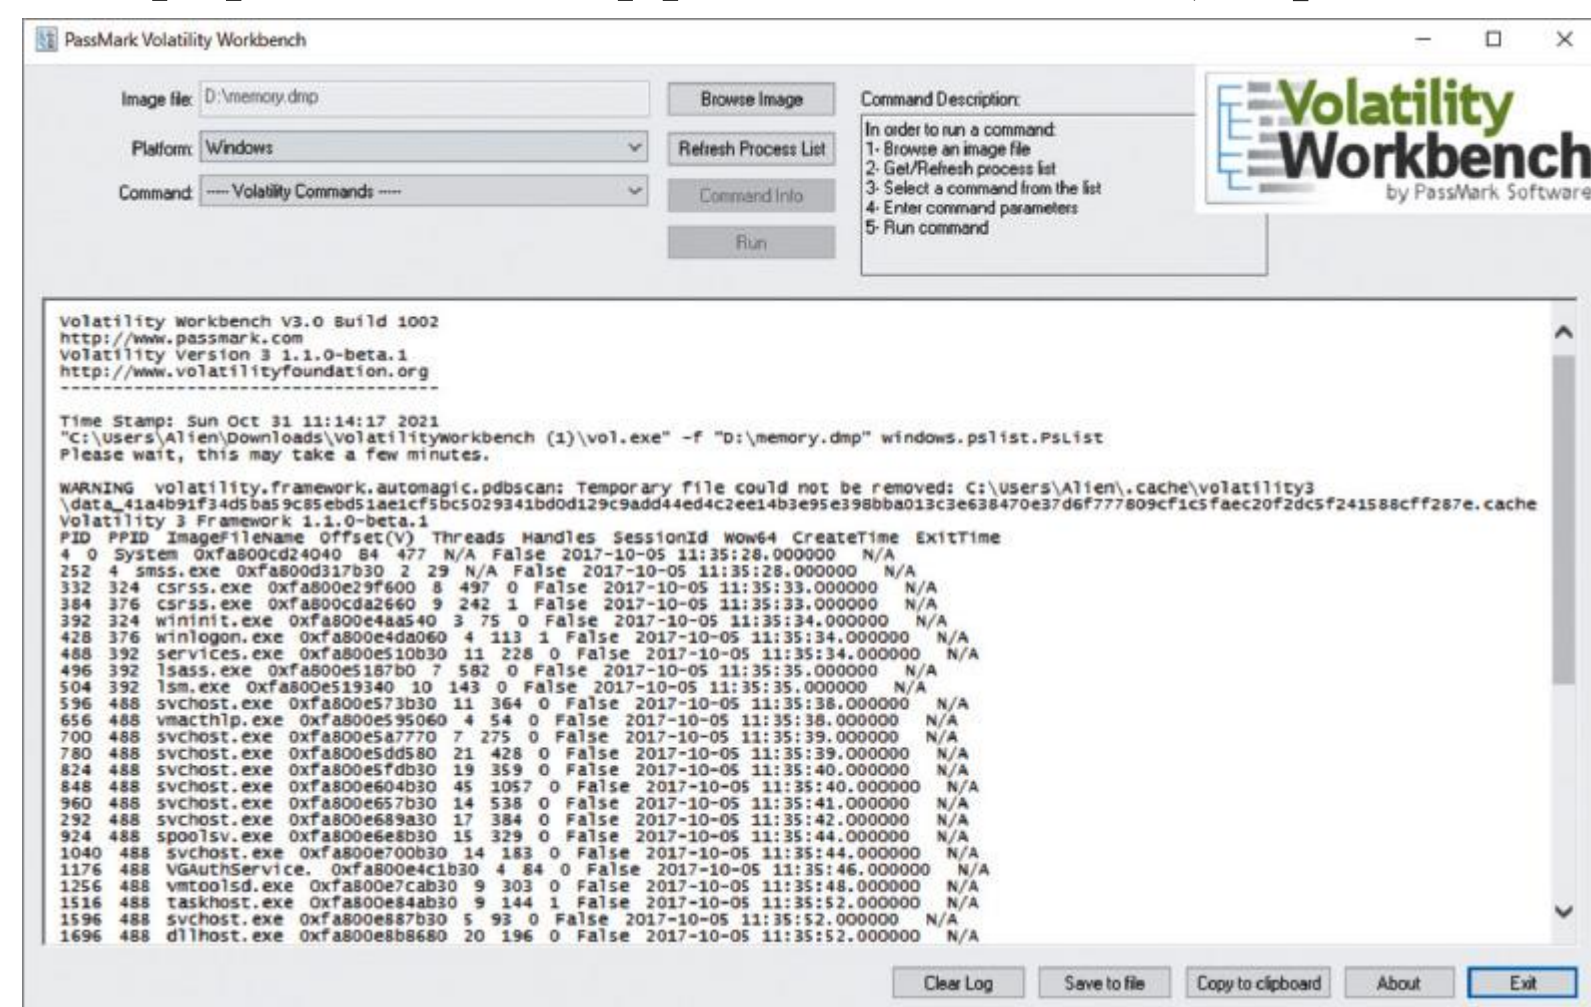 PassMark Volatility Workbench
Image file: D:\memory.dmp
Browse Image
Platform: Windows
Refresh Process List
Command: ---- Volatility Commands ----
Command Info
Run
Command Description:
In order to run a command:
1- Browse an image file
2- Get/Refresh process list
3- Select a command from the list
4- Enter command parameters
5- Run command
Volatility
Workbench
by PassMark Software
Volatility Workbench V3.0 Build 1002
http://www.passmark.com
Volatility Version 3 1.1.0-beta.1
http://www.volatilityfoundation.org
--------------------------------------
Time Stamp: Sun Oct 31 11:14:17 2021
"C:\Users\Alien\Downloads\VolatilityWorkbench (1)\vol.exe" -f "D:\memory.dmp" windows.pslist.PsList
Please wait, this may take a few minutes.
WARNING  volatility.framework.automagic.pdbscan: Temporary file could not be removed: C:\Users\Alien\.cache\volatility3
\data_41a4b91f34d5ba59c85ebd51ae1cf5bc5029341bd0d129c9add44ed4c2ee14b3e95e398bba013c3e638470e37d6f777809cf1c5faec20f2dc5f241588cff287e.cache
Volatility 3 Framework 1.1.0-beta.1
PID PPID ImageFileName Offset(V) Threads Handles SessionId Wow64 CreateTime ExitTime
4 0 System 0xfa800cd24040 84 477 N/A False 2017-10-05 11:35:28.000000 N/A
252 4 smss.exe 0xfa800d317b30 2 29 N/A False 2017-10-05 11:35:28.000000 N/A
332 324 csrss.exe 0xfa800e29f600 8 497 0 False 2017-10-05 11:35:33.000000 N/A
384 376 csrss.exe 0xfa800cda2660 9 242 1 False 2017-10-05 11:35:33.000000 N/A
392 324 wininit.exe 0xfa800e4aa540 3 75 0 False 2017-10-05 11:35:34.000000 N/A
428 376 winlogon.exe 0xfa800e4da060 4 113 1 False 2017-10-05 11:35:34.000000 N/A
488 392 services.exe 0xfa800e510b30 11 228 0 False 2017-10-05 11:35:34.000000 N/A
496 392 lsass.exe 0xfa800e5187b0 7 582 0 False 2017-10-05 11:35:35.000000 N/A
504 392 lsm.exe 0xfa800e519340 10 143 0 False 2017-10-05 11:35:35.000000 N/A
596 488 svchost.exe 0xfa800e573b30 11 364 0 False 2017-10-05 11:35:38.000000 N/A
656 488 vmacthlp.exe 0xfa800e595060 4 54 0 False 2017-10-05 11:35:38.000000 N/A
700 488 svchost.exe 0xfa800e5a7770 7 275 0 False 2017-10-05 11:35:39.000000 N/A
780 488 svchost.exe 0xfa800e5dd580 21 428 0 False 2017-10-05 11:35:39.000000 N/A
824 488 svchost.exe 0xfa800e5fdb30 19 359 0 False 2017-10-05 11:35:40.000000 N/A
848 488 svchost.exe 0xfa800e604b30 45 1057 0 False 2017-10-05 11:35:40.000000 N/A
960 488 svchost.exe 0xfa800e657b30 14 538 0 False 2017-10-05 11:35:41.000000 N/A
292 488 svchost.exe 0xfa800e689a30 17 384 0 False 2017-10-05 11:35:42.000000 N/A
924 488 spoolsv.exe 0xfa800e6e8b30 15 329 0 False 2017-10-05 11:35:44.000000 N/A
1040 488 svchost.exe 0xfa800e700b30 14 183 0 False 2017-10-05 11:35:44.000000 N/A
1176 488 VGAuthService. 0xfa800e4c1b30 4 84 0 False 2017-10-05 11:35:46.000000 N/A
1256 488 vmtoolsd.exe 0xfa800e7cab30 9 303 0 False 2017-10-05 11:35:48.000000 N/A
1516 488 taskhost.exe 0xfa800e84ab30 9 144 1 False 2017-10-05 11:35:52.000000 N/A
1596 488 svchost.exe 0xfa800e887b30 5 93 0 False 2017-10-05 11:35:52.000000 N/A
1696 488 dllhost.exe 0xfa800e8b8680 20 196 0 False 2017-10-05 11:35:52.000000 N/A
Clear Log
Save to file
Copy to clipboard
About
Exit